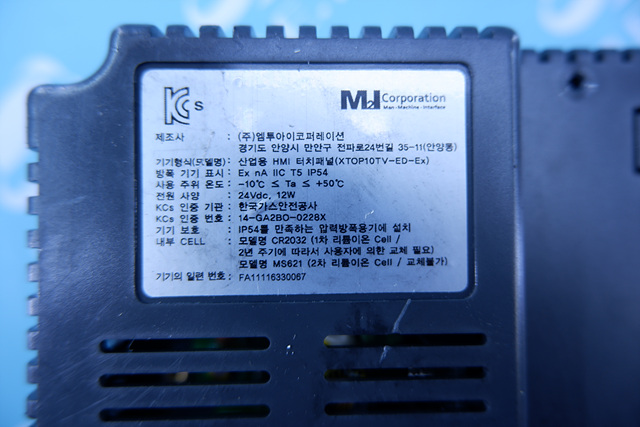 KCs
M2I Corporation
Man · Machine · Interface
제조사 : (주)엠투아이코퍼레이션
경기도 안양시 만안구 전파로24번길 35-11(안양동)
기기형식(모델명) : 산업용 HMI 터치패널(XTOP10TV-ED-Ex)
방폭 기기 표시 : Ex nA IIC T5 IP54
사용 주위 온도 : -10℃ ≤ Ta ≤ +50℃
전원 사양 : 24Vdc, 12W
KCs 인증 기관 : 한국가스안전공사
KCs 인증 번호 : 14-GA2BO-0228X
기기 보호 : IP54를 만족하는 압력방폭용기에 설치
내부 CELL : 모델명 CR2032 (1차 리튬이온 Cell /
2년 주기에 따라서 사용자에 의한 교체 필요)
모델명 MS621 (2차 리튬이온 Cell / 교체불가)
기기의 일련 번호 : FA11116330067